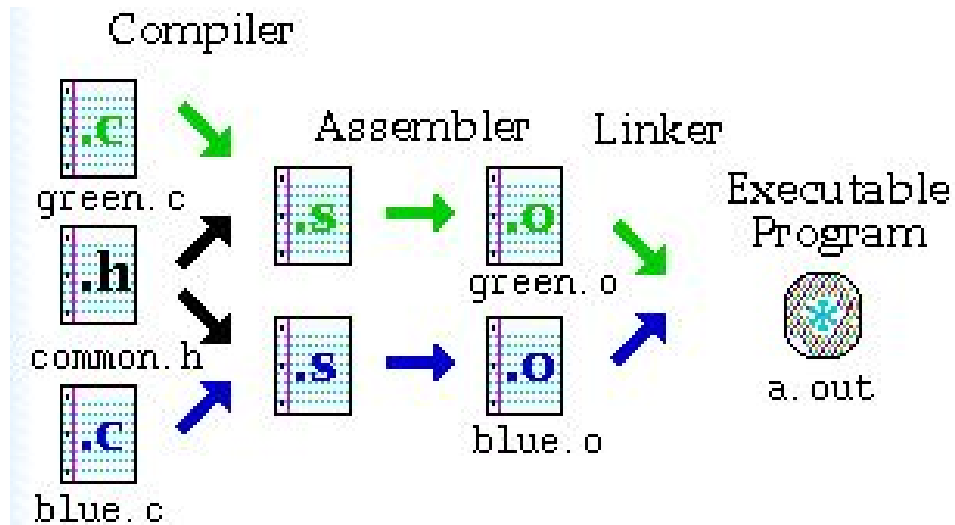 Compiler
.c
green.c
.h
common.h
.c
blue.c
Assembler
.s
.o
green.o
.s
.o
blue.o
Linker
Executable
Program
a.out